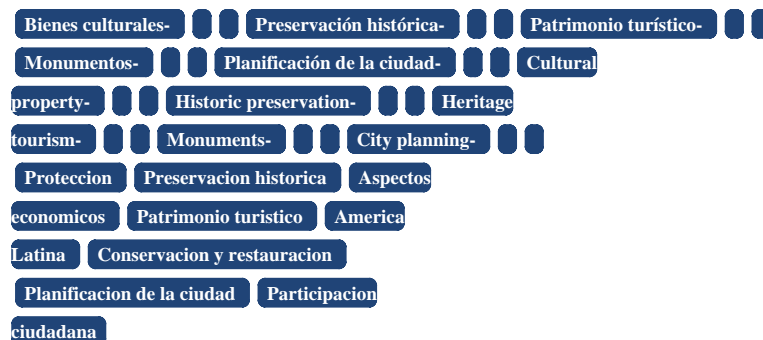 Bienes culturales- Preservación histórica- Patrimonio turístico-
Monumentos- Planificación de la ciudad- Cultural
property- Historic preservation- Heritage
tourism- Monuments- City planning-
Proteccion Preservacion historica Aspectos
economicos Patrimonio turistico America
Latina Conservacion y restauracion
Planificacion de la ciudad Participacion
ciudadana